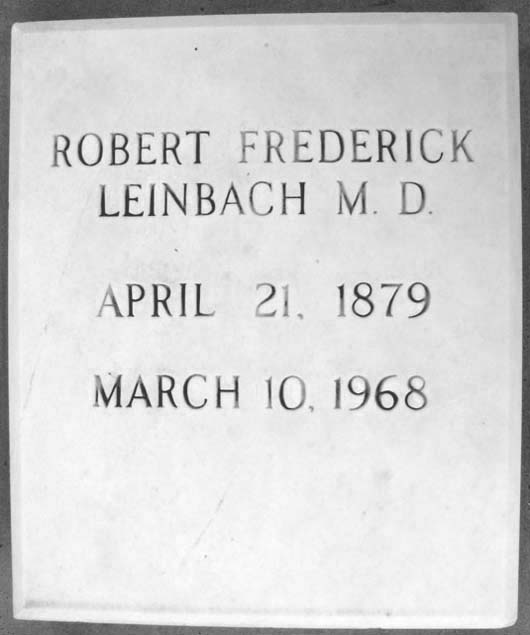 ROBERT FREDERICK
LEINBACH M. D.
APRIL 21, 1879
MARCH 10, 1968